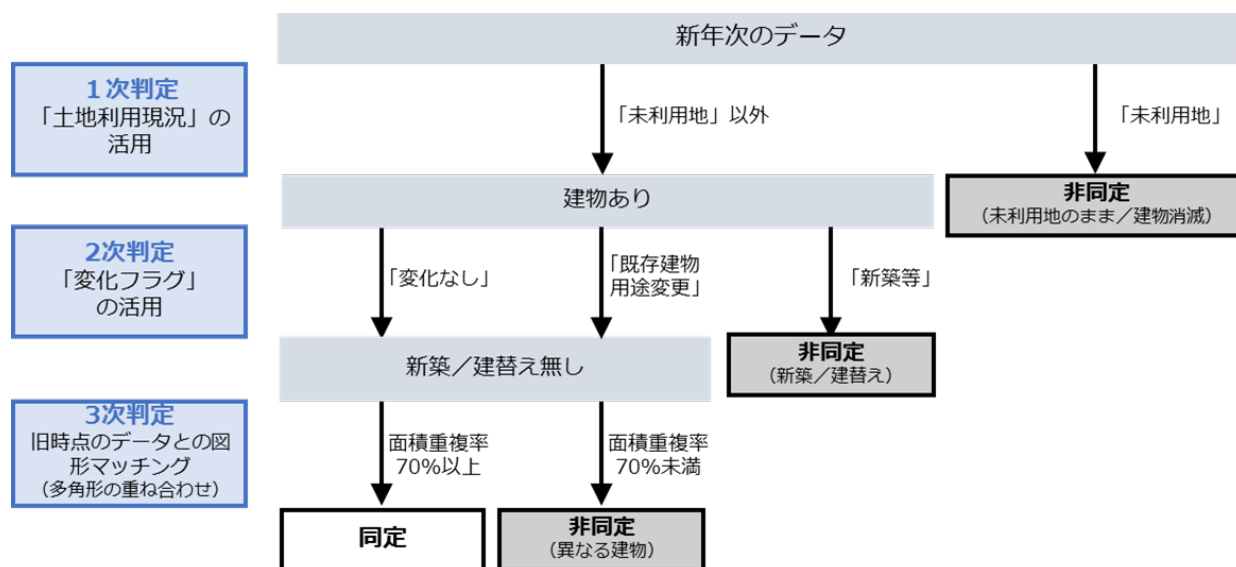 新年次のデータ
1次判定
「土地利用現況」の
活用
「未利用地」以外
「未利用地」
建物あり
非同定
(未利用地のまま/建物消滅)
2次判定
「変化フラグ」
の活用
「変化なし」
「既存建物
用途変更」
「新築等」
新築/建替え無し
非同定
(新築/建替え)
3次判定
旧時点のデータとの図
形マッチング
(多角形の重ね合わせ)
面積重複率
70%以上
面積重複率
70%未満
同定
非同定
(異なる建物)